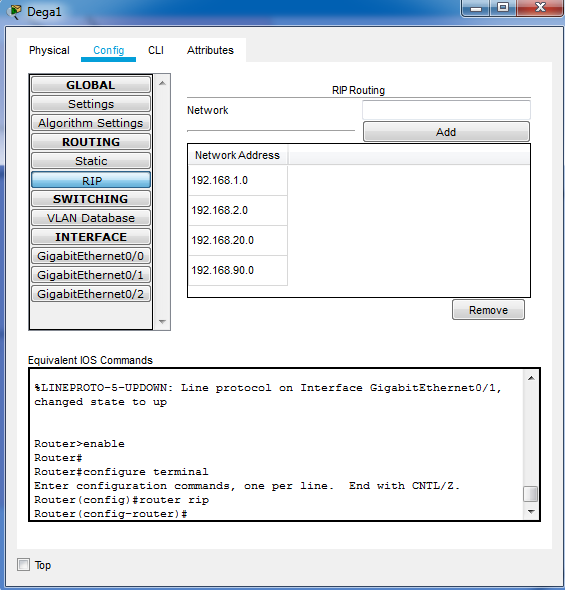 Dega1
Physical
Config
CLI
Attributes
GLOBAL
Settings
Algorithm Settings
ROUTING
Static
RIP
SWITCHING
VLAN Database
INTERFACE
GigabitEthernet0/0
GigabitEthernet0/1
GigabitEthernet0/2
RIP Routing
Network
Add
Network Address
192.168.1.0
192.168.2.0
192.168.20.0
192.168.90.0
Remove
Equivalent IOS Commands
%LINEPROTO-5-UPDOWN: Line protocol on Interface GigabitEthernet0/1,
changed state to up
Router>enable
Router#
Router#configure terminal
Enter configuration commands, one per line.  End with CNTL/Z.
Router(config)#router rip
Router(config-router)#
Top